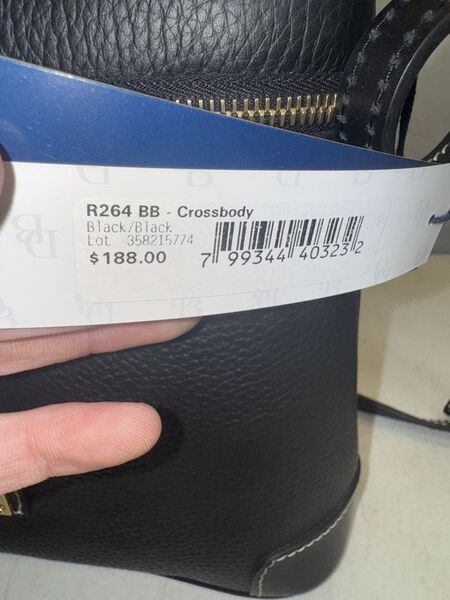 R264 BB - Crossbody
Black/Black
Lot 358215774
$188.00
7 99344 40323 2